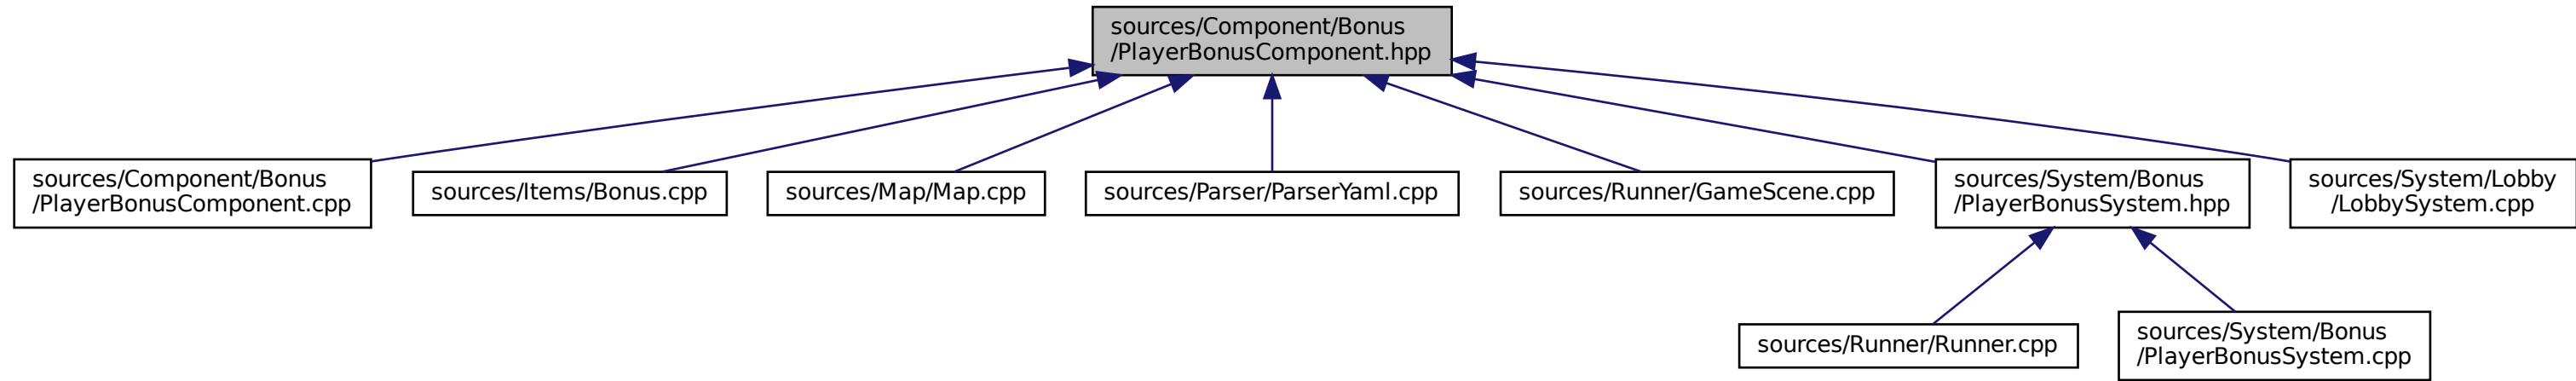 sources/Component/Bonus
/PlayerBonusComponent.hpp
sources/Component/Bonus
/PlayerBonusComponent.cpp
sources/Items/Bonus.cpp
sources/Map/Map.cpp
sources/Parser/ParserYaml.cpp
sources/Runner/GameScene.cpp
sources/System/Bonus
/PlayerBonusSystem.hpp
sources/System/Lobby
/LobbySystem.cpp
sources/Runner/Runner.cpp
sources/System/Bonus
/PlayerBonusSystem.cpp